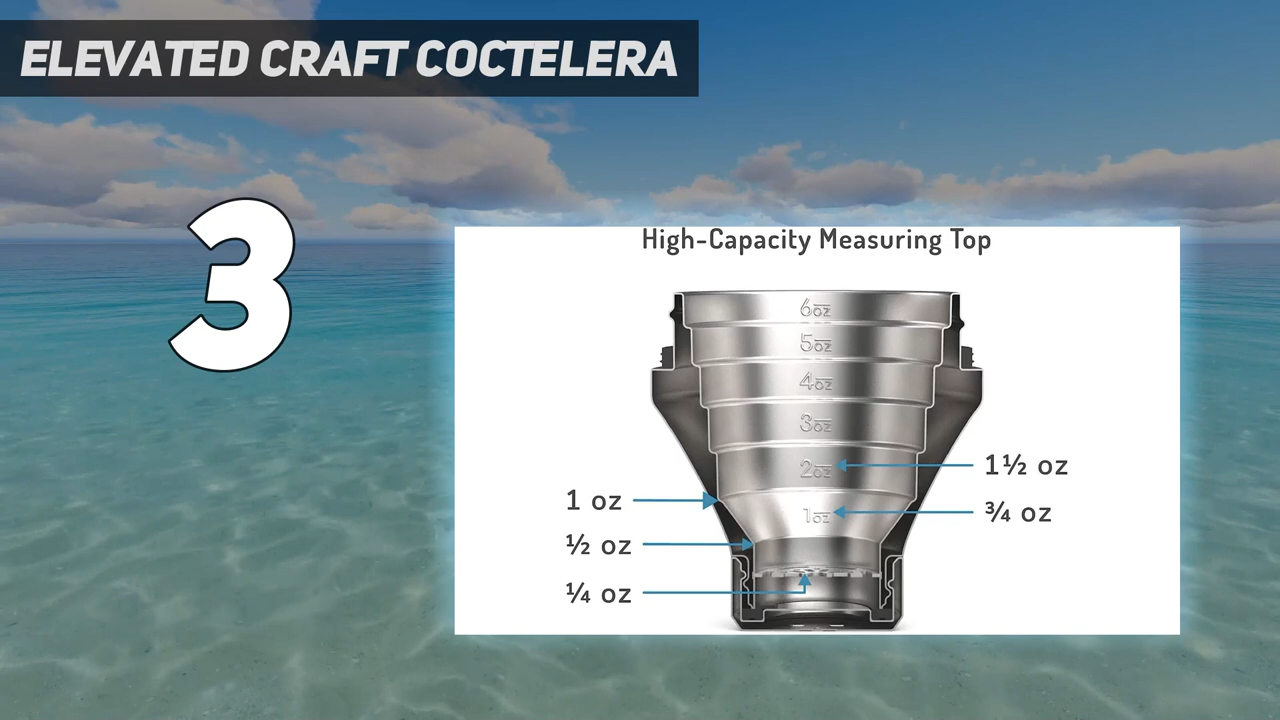 ELEVATED CRAFT COCTELERA
3
High-Capacity Measuring Top
6oz
5oz
4oz
3oz
2oz
1½ oz
1 oz
1oz
¾ oz
½ oz
¼ oz